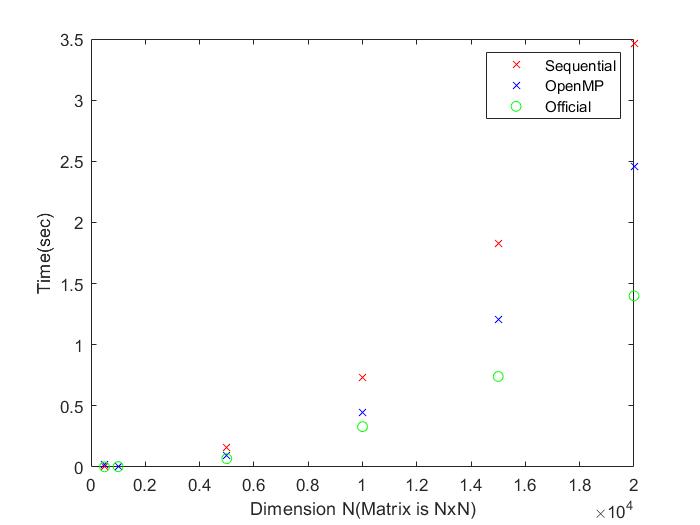 3.5
3
2.5
2
1.5
1
0.5
0
Time(sec)
Sequential
OpenMP
Official
0 0.2 0.4 0.6 0.8 1 1.2 1.4 1.6 1.8 2
Dimension N(Matrix is NxN)
×10⁴